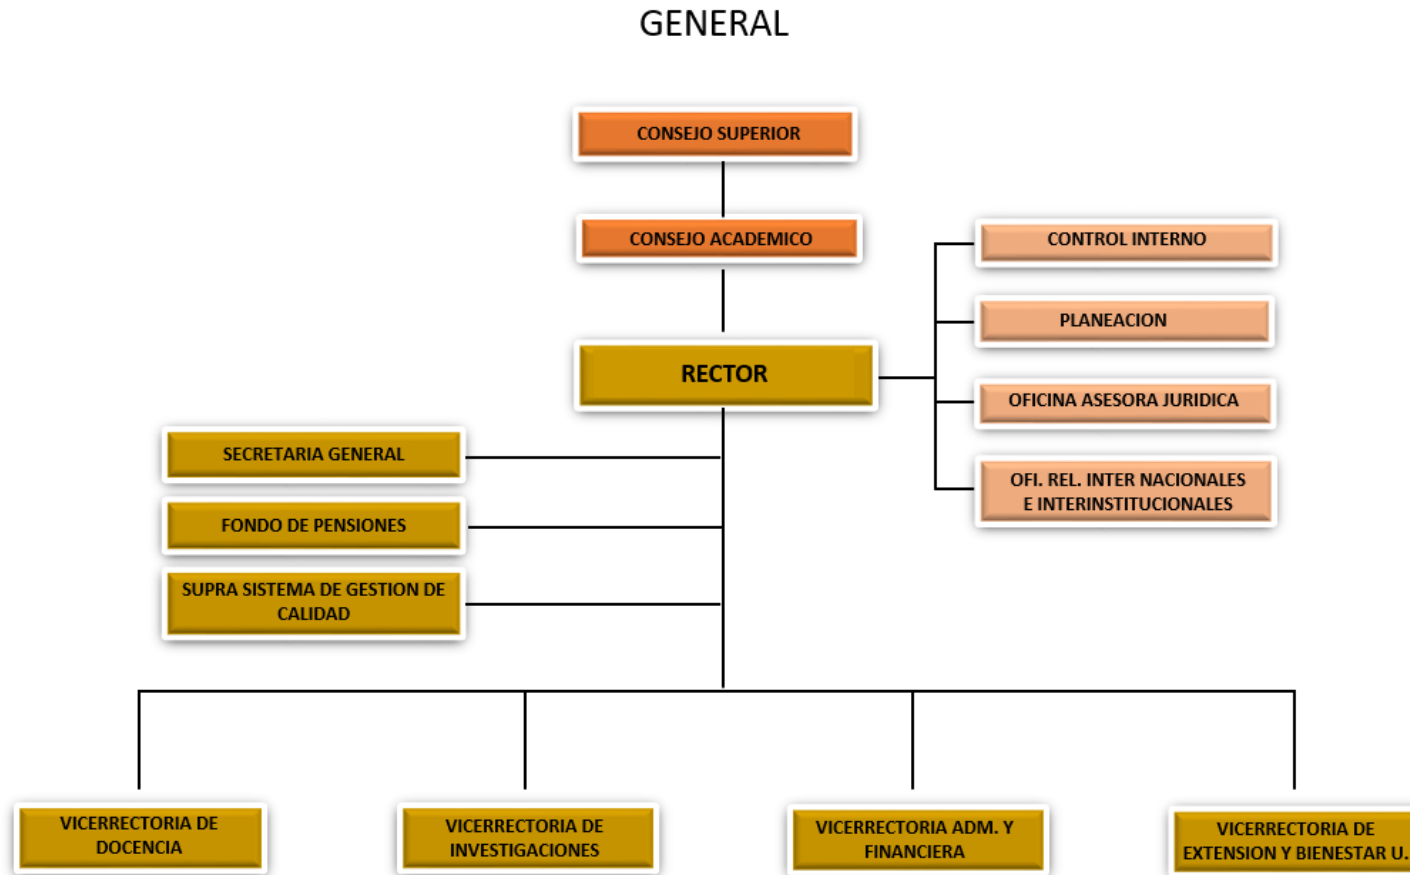 GENERAL
CONSEJO SUPERIOR
CONSEJO ACADEMICO
CONTROL INTERNO
PLANEACION
RECTOR
OFICINA ASESORA JURIDICA
OFI. REL. INTER NACIONALES
E INTERINSTITUCIONALES
SECRETARIA GENERAL
FONDO DE PENSIONES
SUPRA SISTEMA DE GESTION DE
CALIDAD
VICERRECTORIA DE
DOCENCIA
VICERRECTORIA DE
INVESTIGACIONES
VICERRECTORIA ADM. Y
FINANCIERA
VICERRECTORIA DE
EXTENSION Y BIENESTAR U.